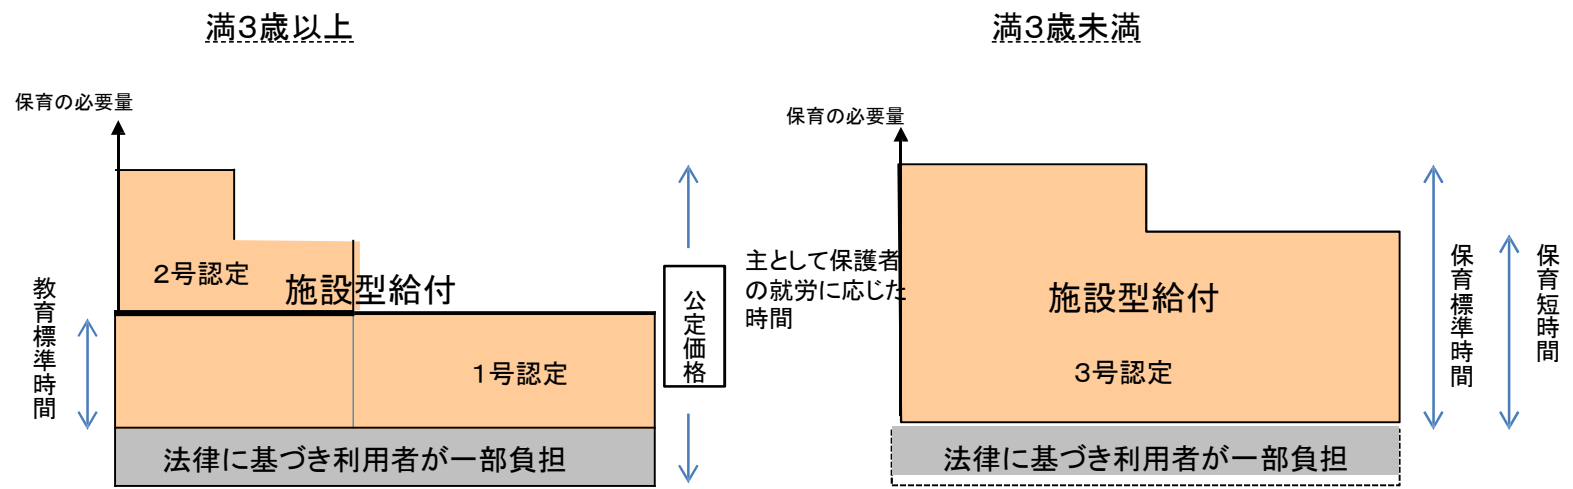 満３歳以上
保育の必要量
２号認定
施設型給付
教育標準時間
１号認定
法律に基づき利用者が一部負担
公定価格
満３歳未満
保育の必要量
主として保護者
の就労に応じた
時間
施設型給付
３号認定
法律に基づき利用者が一部負担
保育標準時間
保育短時間